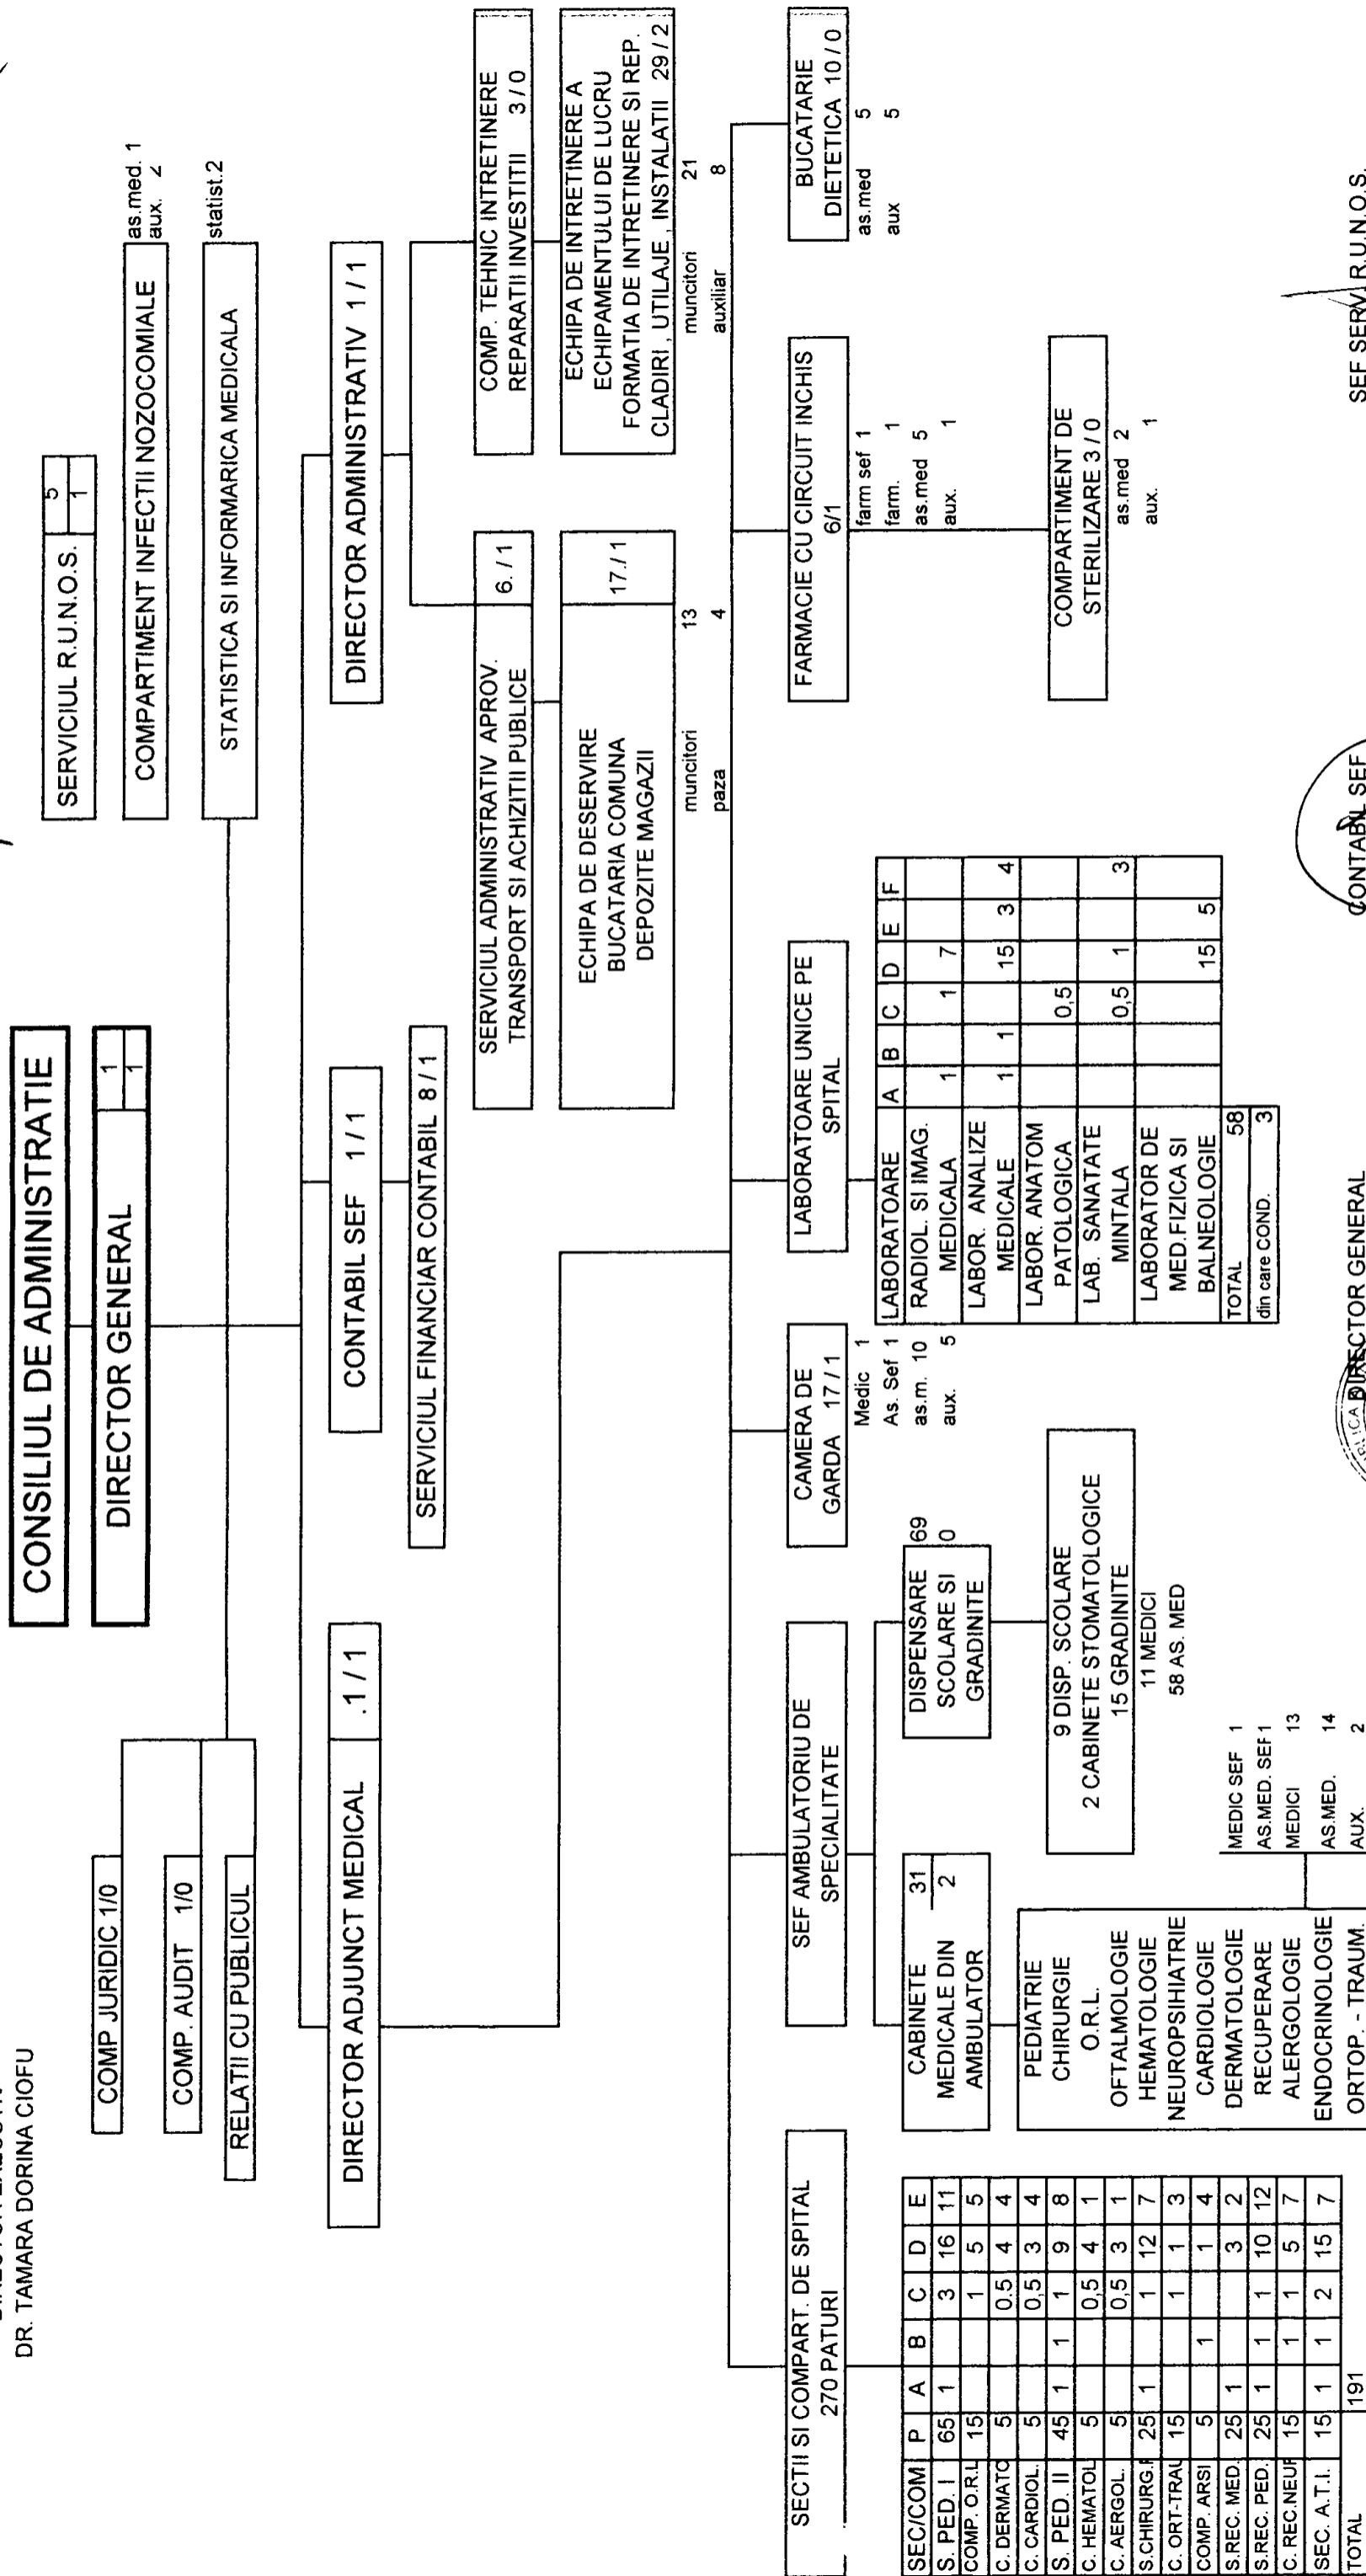 DR. TAMARA DORINA CIOFU
CONSILIUL DE ADMINISTRATIE
DIRECTOR GENERAL 1
1
COMP JURIDIC 1/0
COMP. AUDIT 1/0
RELATII CU PUBLICUL
SERVICIUL R.U.N.O.S. 5
1
COMPARTIMENT INFECTII NOZOCOMIALE
as.med. 1
aux. 2
STATISTICA SI INFORMARICA MEDICALA
statist.2
DIRECTOR ADJUNCT MEDICAL .1 / 1
CONTABIL SEF 1 / 1
DIRECTOR ADMINISTRATIV 1 / 1
SERVICIUL FINANCIAR CONTABIL 8 / 1
SERVICIUL ADMINISTRATIV APROV.
TRANSPORT SI ACHIZITII PUBLICE
6. / 1
COMP. TEHNIC INTRETINERE
REPARATII INVESTITII 3 / 0
ECHIPA DE DESERVIRE
BUCATARIA COMUNA
DEPOZITE MAGAZII
17./ 1
muncitori 13
paza 4
ECHIPA DE INTRETINERE A
ECHIPAMENTULUI DE LUCRU
FORMATIA DE INTRETINERE SI REP.
CLADIRI , UTILAJE , INSTALATII 29 / 2
muncitori 21
auxiliar 8
SECTII SI COMPART. DE SPITAL
270 PATURI
SEC/COM P A B C D E
S. PED. I 65 1 3 16 11
COMP. O.R.L 15 1 5 5
C. DERMATO 5 0.5 4 4
C. CARDIOL. 5 0,5 3 4
S. PED. II 45 1 1 1 9 8
C. HEMATOL 5 0,5 4 1
C. AERGOL. 5 0,5 3 1
S.CHIRURG. 25 1 1 12 7
C. ORT-TRAU 15 1 1 3
COMP. ARSI 5 1 1 4
S.REC. MED. 25 1 3 2
S.REC. PED. 25 1 1 1 10 12
C. REC.NEUR 15 1 1 5 7
SEC. A.T.I. 15 1 1 2 15 7
TOTAL 191
SEF AMBULATORIU DE
SPECIALITATE
CABINETE
MEDICALE DIN
AMBULATOR
31
2
PEDIATRIE
CHIRURGIE
O.R.L.
OFTALMOLOGIE
HEMATOLOGIE
NEUROPSIHIATRIE
CARDIOLOGIE
DERMATOLOGIE
RECUPERARE
ALERGOLOGIE
ENDOCRINOLOGIE
ORTOP. - TRAUM.
MEDIC SEF 1
AS.MED. SEF 1
MEDICI 13
AS.MED. 14
AUX. 2
DISPENSARE
SCOLARE SI
GRADINITE
69
0
9 DISP. SCOLARE
2 CABINETE STOMATOLOGICE
15 GRADINITE
11 MEDICI
58 AS. MED
CAMERA DE
GARDA 17 / 1
Medic 1
As. Sef 1
as.m. 10
aux. 5
LABORATOARE UNICE PE
SPITAL
LABORATOARE A B C D E F
RADIOL. SI IMAG.
MEDICALA 1 1 7
LABOR. ANALIZE
MEDICALE 1 1 15 3 4
LABOR. ANATOM
PATOLOGICA 0,5
LAB. SANATATE
MINTALA 0,5 1 3
LABORATOR DE
MED.FIZICA SI
BALNEOLOGIE 15 5
TOTAL 58
din care COND. 3
FARMACIE CU CIRCUIT INCHIS
6/1
farm sef 1
farm. 1
as.med 5
aux. 1
COMPARTIMENT DE
STERILIZARE 3 / 0
as.med 2
aux. 1
BUCATARIE
DIETETICA 10 / 0
as.med 5
aux 5
DIRECTOR GENERAL
CONTABIL SEF
SEF SERV. R.U.N.O.S.